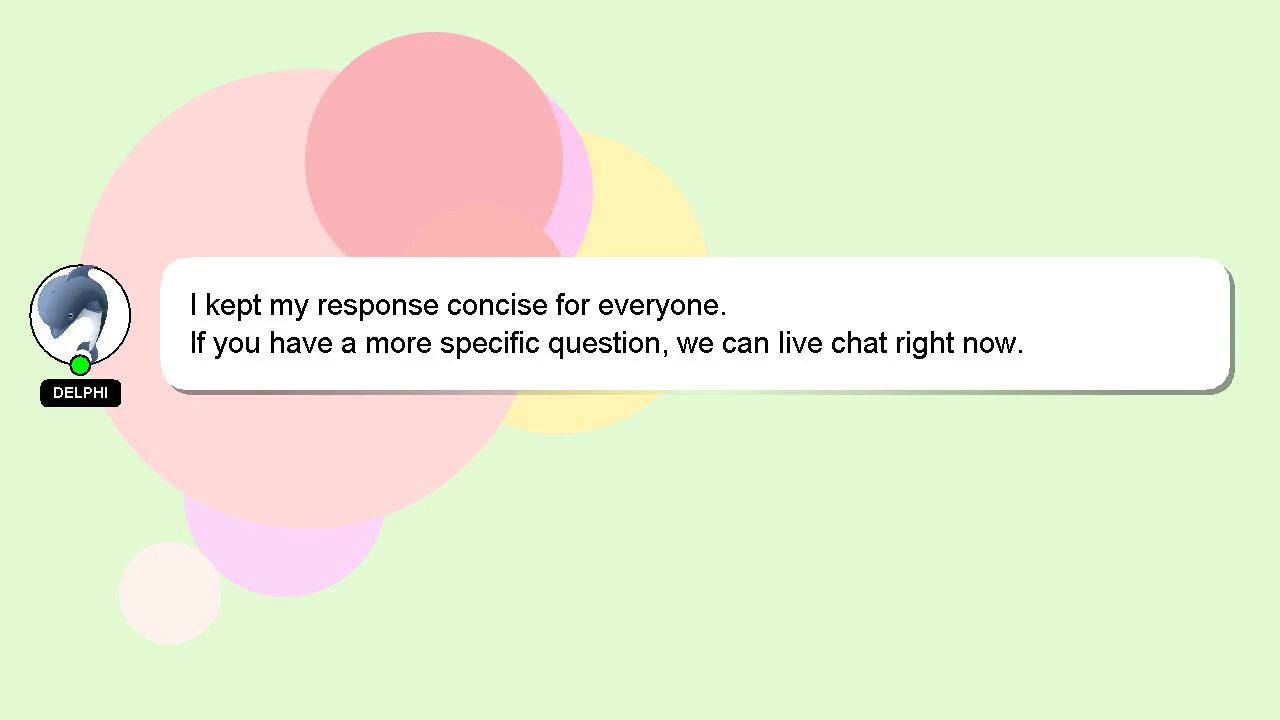 I kept my response concise for everyone.
If you have a more specific question, we can live chat right now.
DELPHI